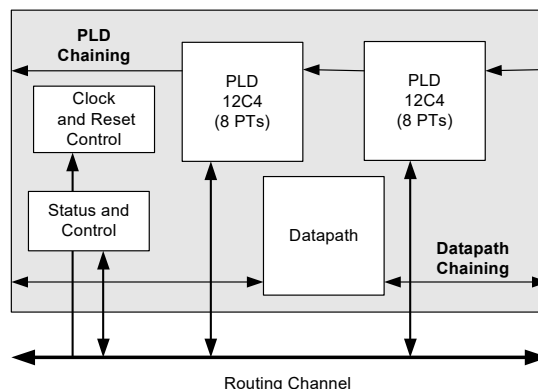 PLD
Chaining
PLD
12C4
(8 PTs)
PLD
12C4
(8 PTs)
Clock
and Reset
Control
Status and
Control
Datapath
Datapath
Chaining
Routing Channel